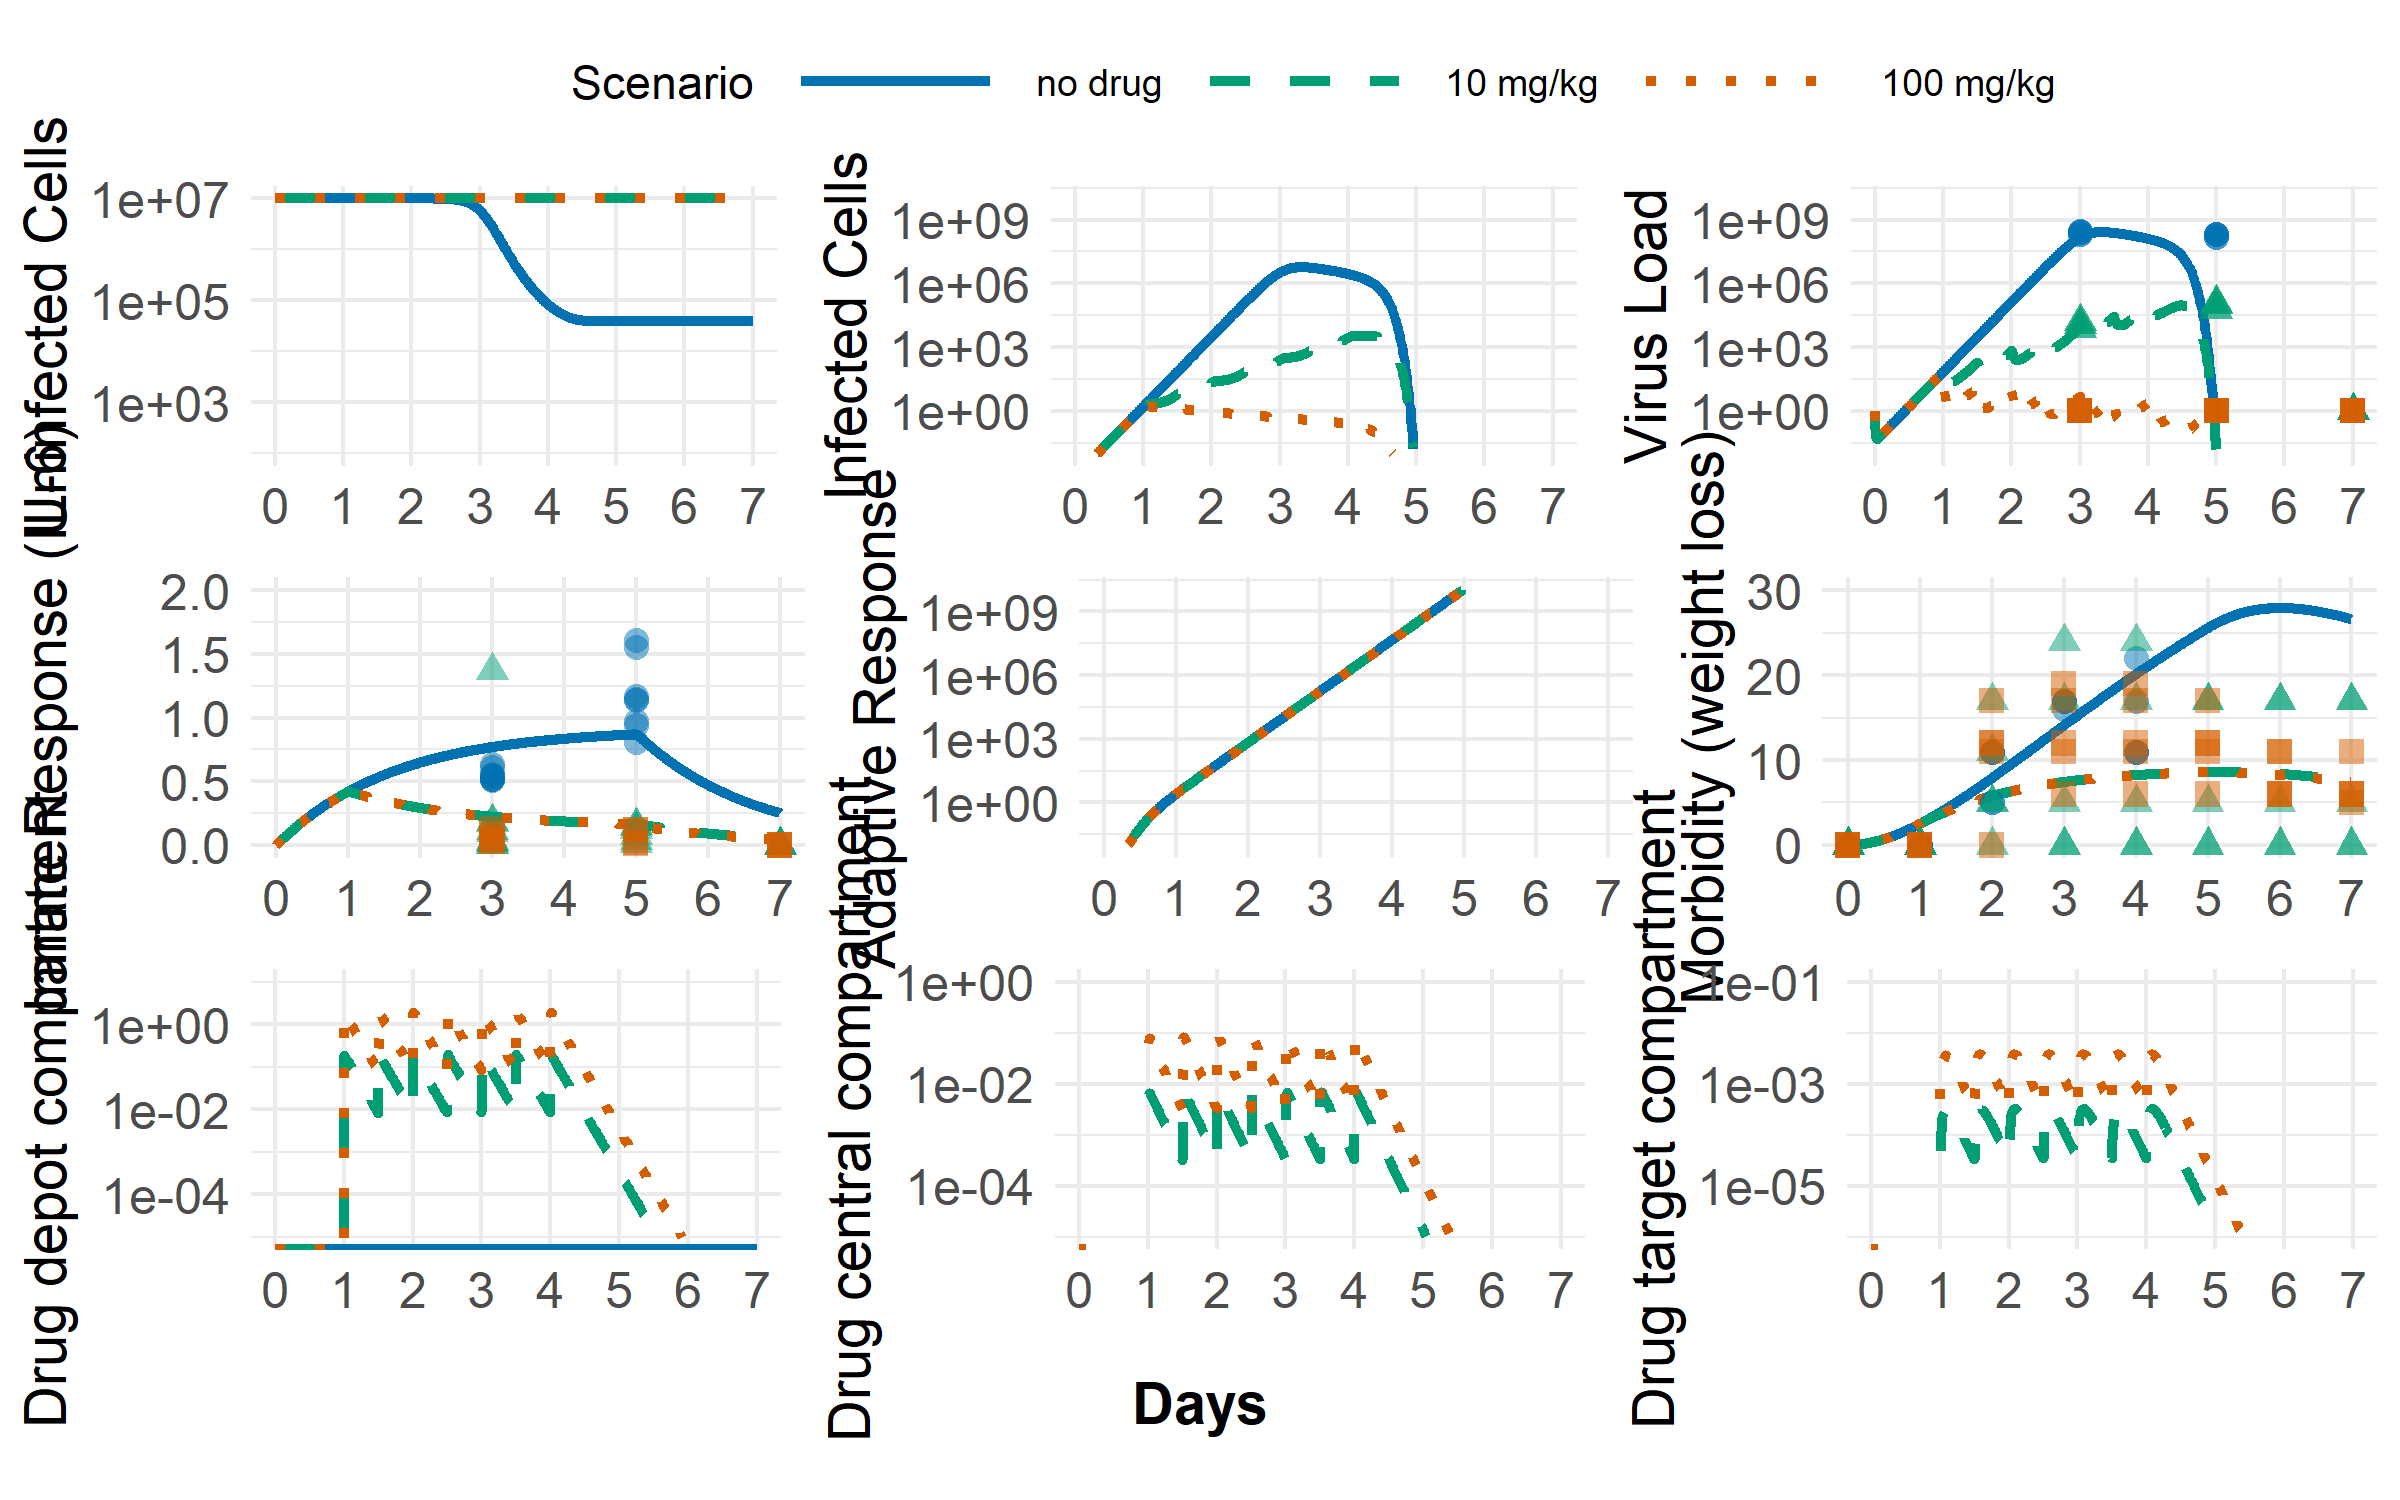 Scenario no drug 10 mg/kg 100 mg/kg
Uninfected Cells
1e+07
1e+05
1e+03
0 1 2 3 4 5 6 7
Infected Cells
1e+09
1e+06
1e+03
1e+00
0 1 2 3 4 5 6 7
Virus Load
1e+09
1e+06
1e+03
1e+00
0 1 2 3 4 5 6 7
Innate Response (IL-6)
2.0
1.5
1.0
0.5
0.0
0 1 2 3 4 5 6 7
Adaptive Response
1e+09
1e+06
1e+03
1e+00
0 1 2 3 4 5 6 7
Morbidity (weight loss)
30
20
10
0
0 1 2 3 4 5 6 7
Drug depot compartment
1e+00
1e-02
1e-04
0 1 2 3 4 5 6 7
Drug central compartment
1e+00
1e-02
1e-04
0 1 2 3 4 5 6 7
Drug target compartment
1e-01
1e-03
1e-05
0 1 2 3 4 5 6 7
Days